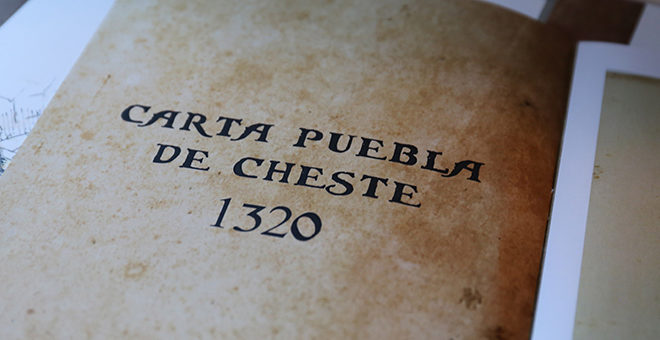 CARTA PUEBLA
DE CHESTE
1320